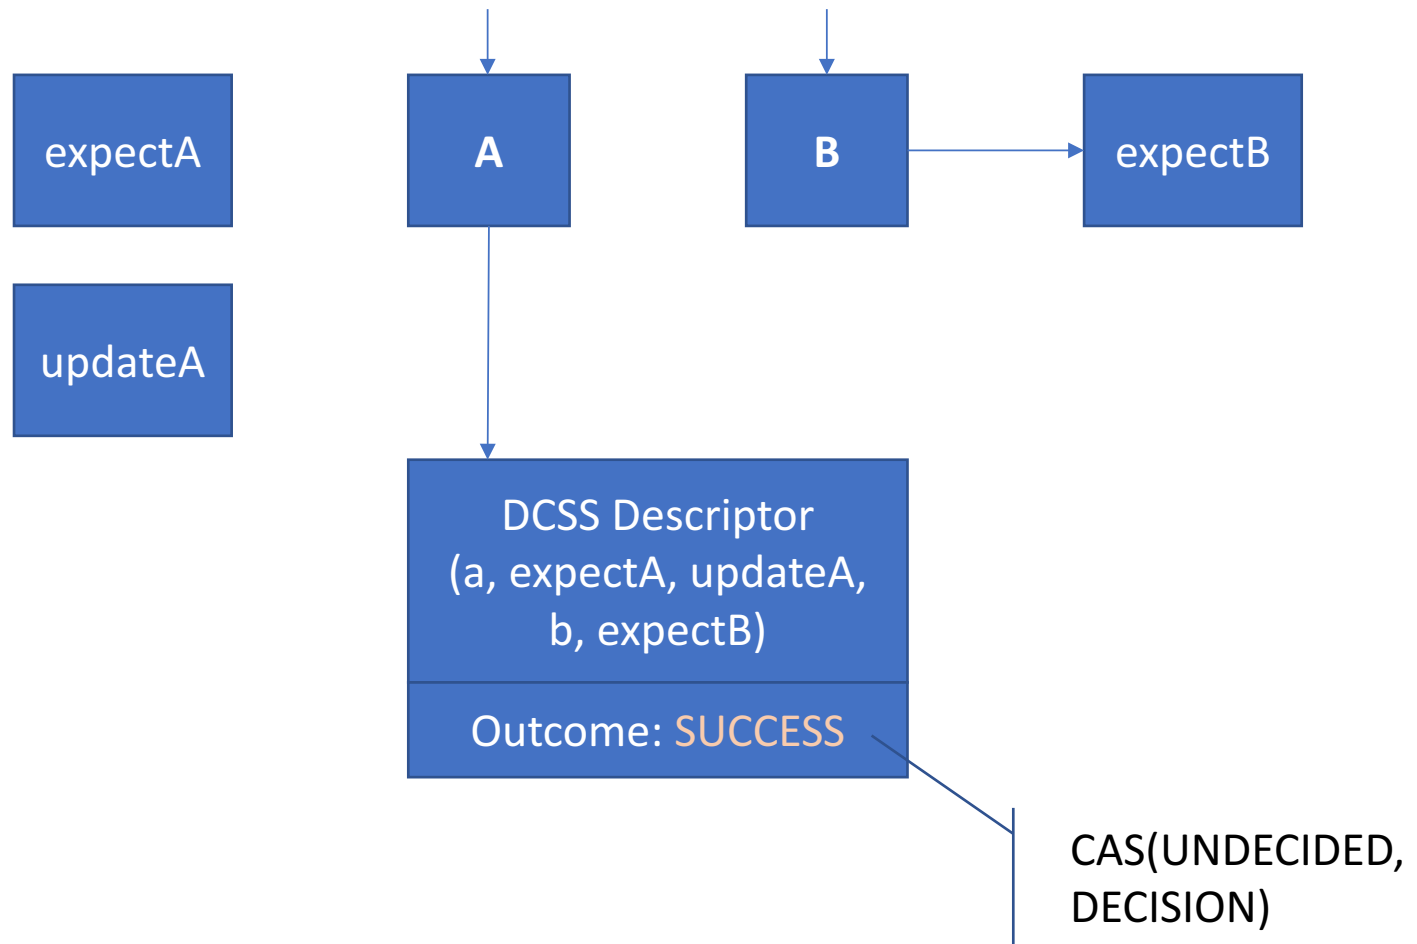 expectA
A
B
expectB
updateA
DCSS Descriptor
(a, expectA, updateA,
b, expectB)
Outcome: SUCCESS
CAS(UNDECIDED,
DECISION)